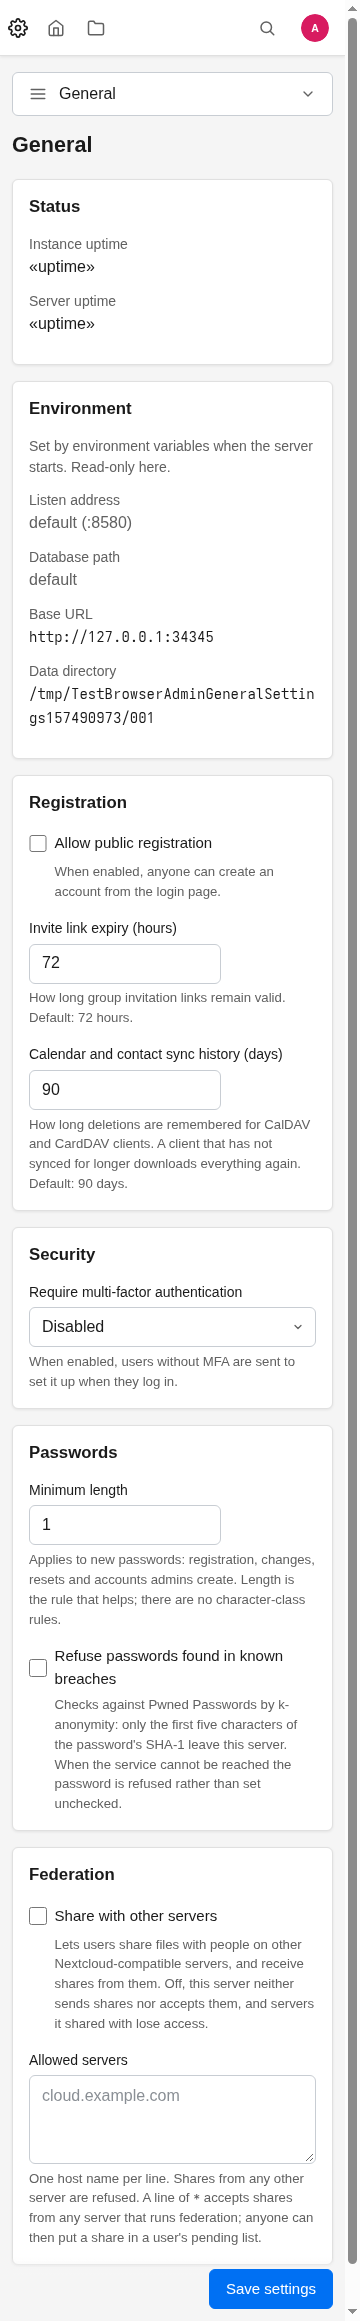 A
General
General
Status
Instance uptime
«uptime»
Server uptime
«uptime»
Environment
Set by environment variables when the server
starts. Read-only here.
Listen address
default (:8580)
Database path
default
Base URL
http://127.0.0.1:34345
Data directory
/tmp/TestBrowserAdminGeneralSettin
gs157490973/001
Registration
Allow public registration
When enabled, anyone can create an
account from the login page.
Invite link expiry (hours)
72
How long group invitation links remain valid.
Default: 72 hours.
Calendar and contact sync history (days)
90
How long deletions are remembered for CalDAV
and CardDAV clients. A client that has not
synced for longer downloads everything again.
Default: 90 days.
Security
Require multi-factor authentication
Disabled
When enabled, users without MFA are sent to
set it up when they log in.
Passwords
Minimum length
1
Applies to new passwords: registration, changes,
resets and accounts admins create. Length is
the rule that helps; there are no character-class
rules.
Refuse passwords found in known
breaches
Checks against Pwned Passwords by k-
anonymity: only the first five characters of
the password's SHA-1 leave this server.
When the service cannot be reached the
password is refused rather than set
unchecked.
Federation
Share with other servers
Lets users share files with people on other
Nextcloud-compatible servers, and receive
shares from them. Off, this server neither
sends shares nor accepts them, and servers
it shared with lose access.
Allowed servers
cloud.example.com
One host name per line. Shares from any other
server are refused. A line of * accepts shares
from any server that runs federation; anyone can
then put a share in a user's pending list.
Save settings